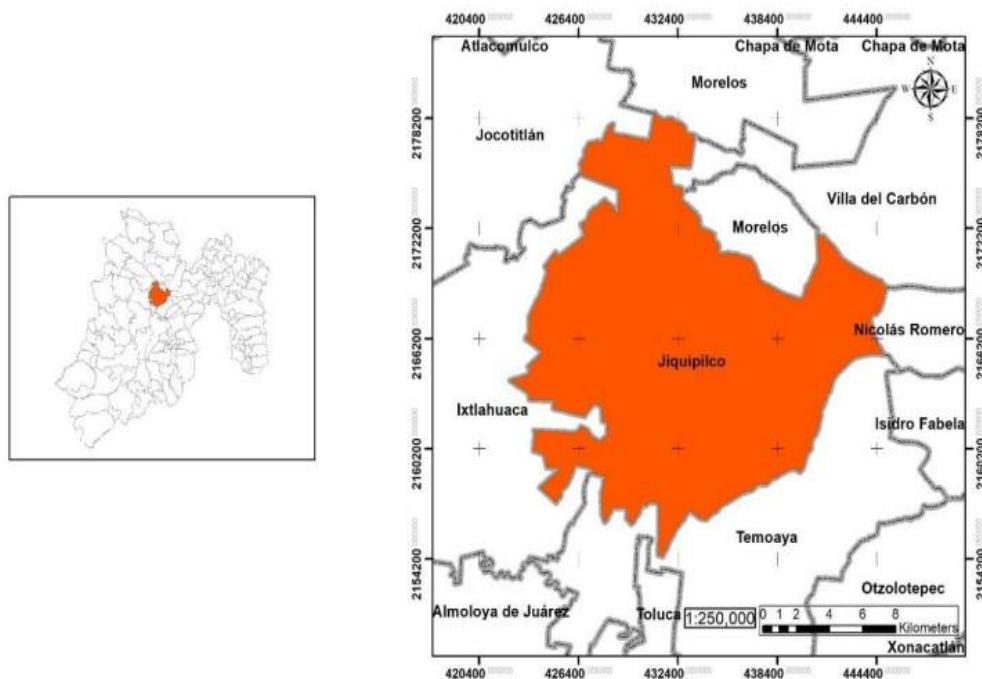 420400 426400 432400 438400 444400
Atlacomulco
Chapa de Mota
Chapa de Mota
N
W E
S
Morelos
2178200
2178200
Jocotitlán
Villa del Carbón
2172200
2172200
Morelos
Nicolás Romero
2166200
2166200
Jiquipilco
Ixtlahuaca
Isidro Fabela
2160200
2160200
Temoaya
2154200
2154200
Otzolotepec
Almoloya de Juárez
Toluca
1:250,000
0 1 2 4 6 8
Kilometers
Xonacatlán
420400 426400 432400 438400 444400